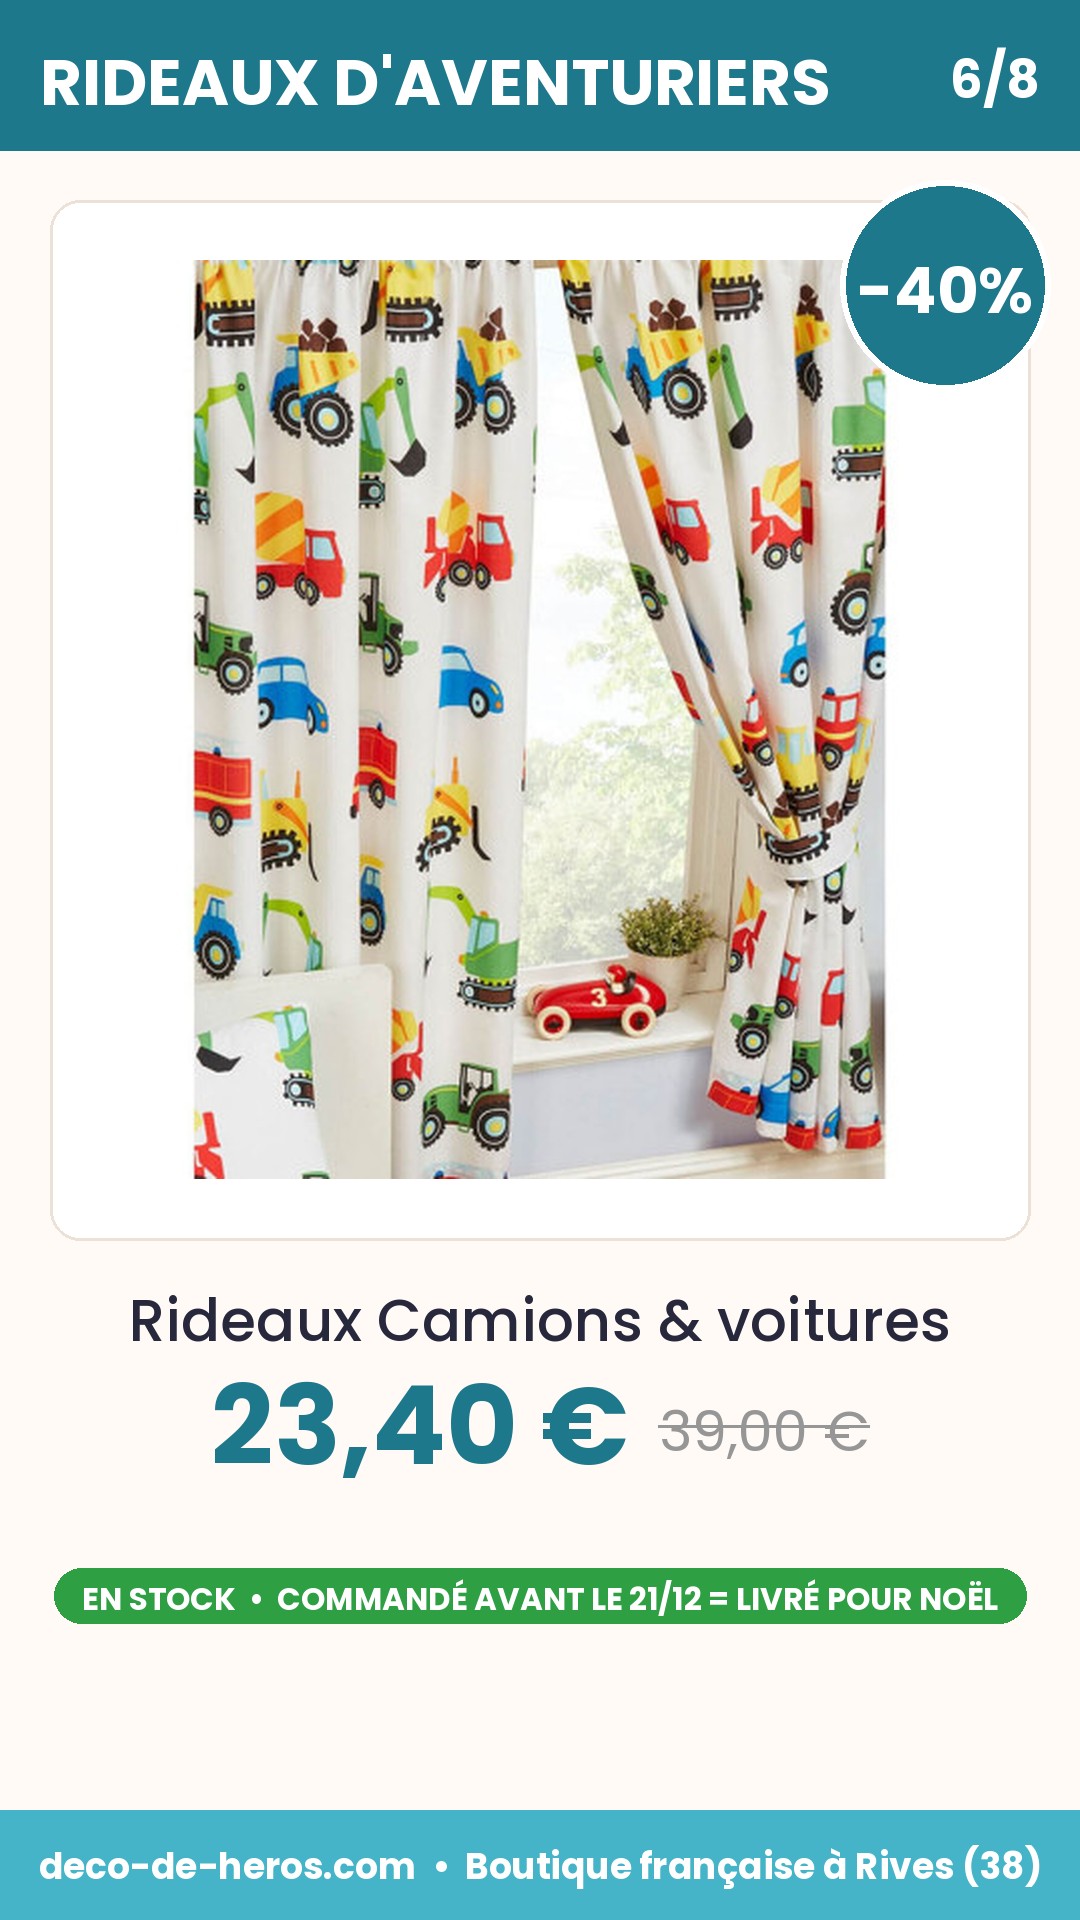 RIDEAUX D'AVENTURIERS 6/8
-40%
3
Rideaux Camions & voitures
23,40 € 39,00 €
EN STOCK • COMMANDÉ AVANT LE 21/12 = LIVRÉ POUR NOËL
deco-de-heros.com • Boutique française à Rives (38)